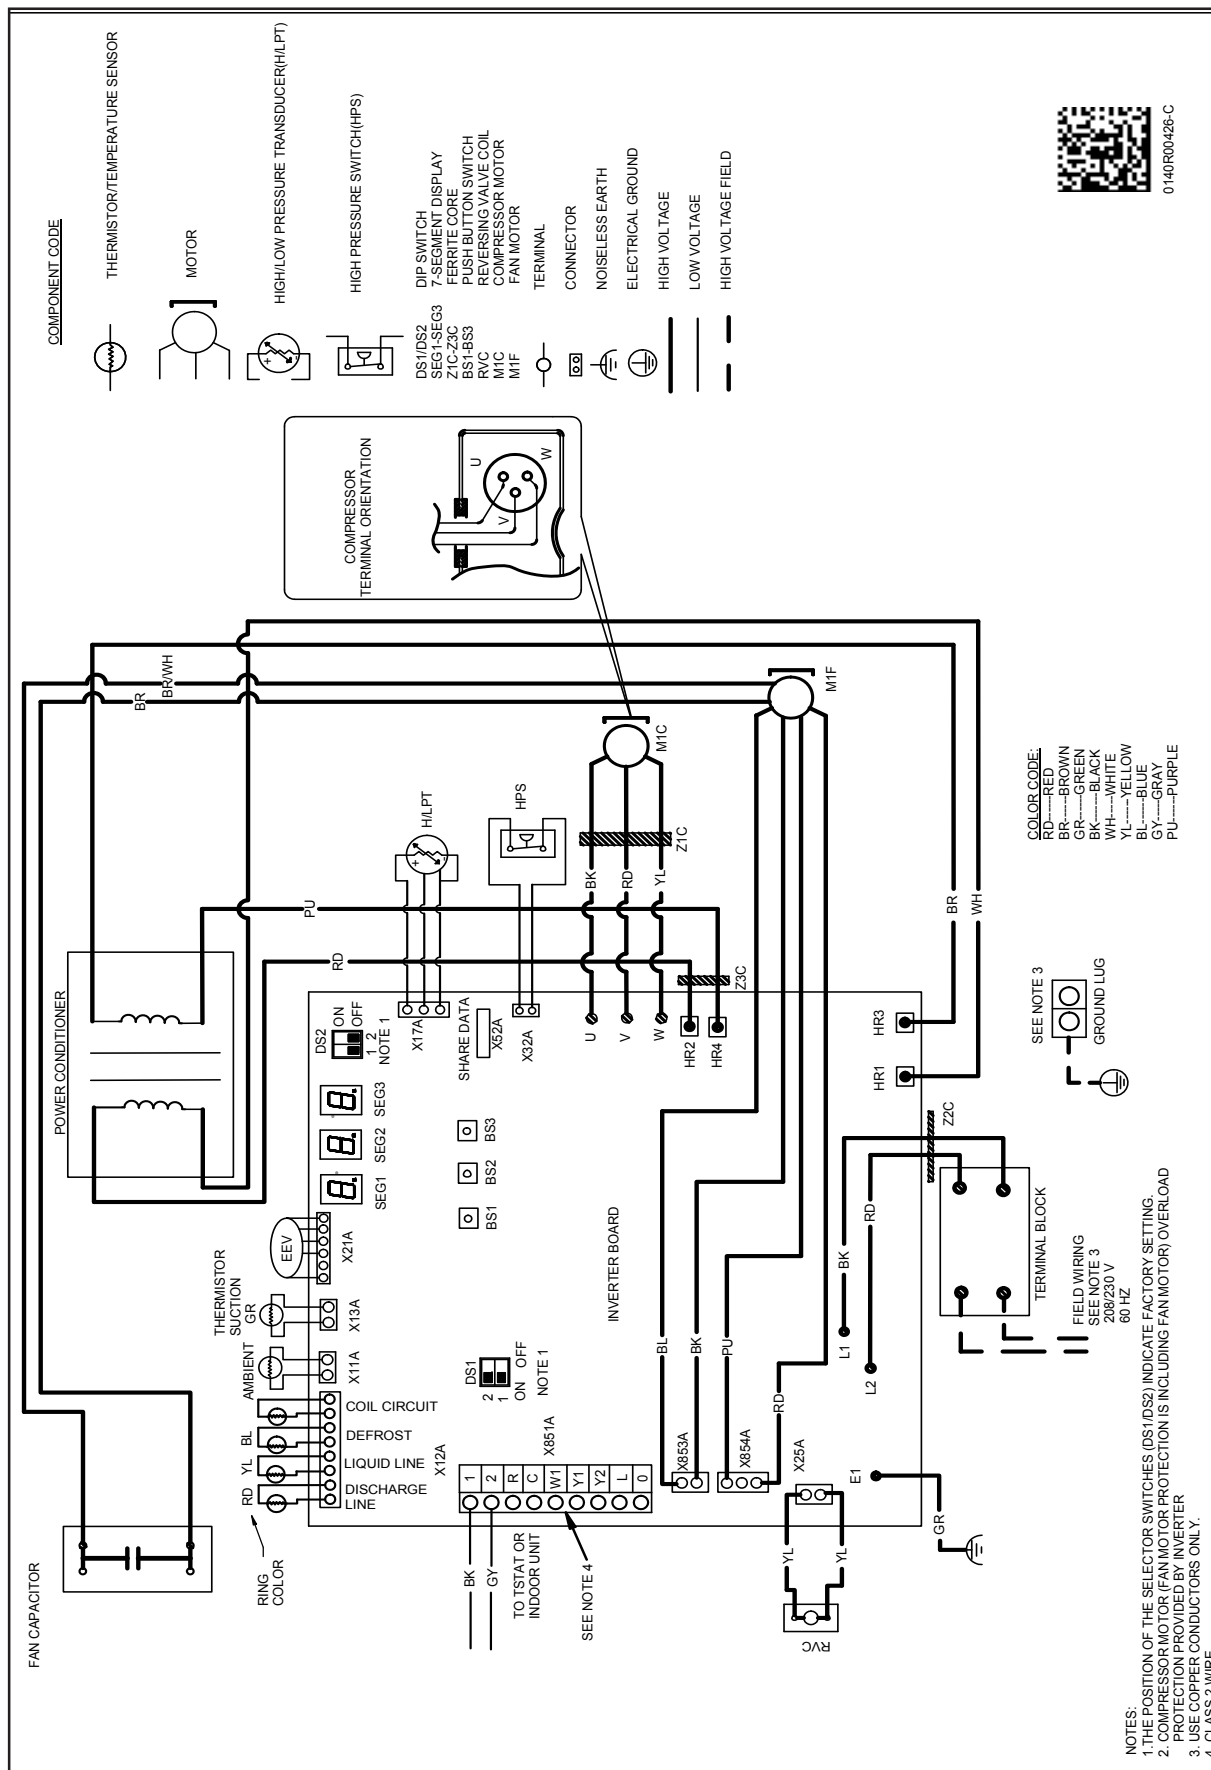 COMPONENT CODE
THERMISTOR/TEMPERATURE SENSOR
MOTOR
HIGH/LOW PRESSURE TRANSDUCER(H/LPT)
HIGH PRESSURE SWITCH(HPS)
DS1/DS2 DIP SWITCH
SEG1-SEG3 7-SEGMENT DISPLAY
Z1C-Z3C FERRITE CORE
BS1-BS3 PUSH BUTTON SWITCH
RVC REVERSING VALVE COIL
M1C COMPRESSOR MOTOR
M1F FAN MOTOR
TERMINAL
CONNECTOR
NOISELESS EARTH
ELECTRICAL GROUND
HIGH VOLTAGE
LOW VOLTAGE
HIGH VOLTAGE FIELD
0140R00426-C
COMPRESSOR
TERMINAL ORIENTATION
U
V
W
FAN CAPACITOR
POWER CONDITIONER
BR
BR/WH
RD
PU
RING
COLOR
RD
YL
BL
AMBIENT
THERMISTOR
SUCTION
GR
EEV
COIL CIRCUIT
DEFROST
LIQUID LINE
DISCHARGE
LINE
X12A
X11A
X13A
X21A
SEG1
SEG2
SEG3
DS2
ON
OFF
1 2
NOTE 1
X17A
H/LPT
SHARE DATA
X52A
X32A
HPS
BS1
BS2
BS3
DS1
2
1
ON OFF
NOTE 1
X851A
1
2
R
C
W1
Y1
Y2
L
0
BK
GY
TO TSTAT OR
INDOOR UNIT
SEE NOTE 4
INVERTER BOARD
U
V
W
BK
RD
YL
Z1C
M1C
HR2
HR4
Z3C
M1F
BL
BK
PU
RD
X853A
X854A
X25A
YL
YL
RVC
E1
GR
L1
L2
BK
RD
Z2C
HR1
HR3
BR
WH
TERMINAL BLOCK
FIELD WIRING
SEE NOTE 3
208/230 V
60 HZ
SEE NOTE 3
GROUND LUG
COLOR CODE:
RD-----RED
BR-----BROWN
GR-----GREEN
BK-----BLACK
WH-----WHITE
YL-----YELLOW
BL-----BLUE
GY-----GRAY
PU-----PURPLE
NOTES:
1.THE POSITION OF THE SELECTOR SWITCHES (DS1/DS2) INDICATE FACTORY SETTING.
2. COMPRESSOR MOTOR (FAN MOTOR PROTECTION IS INCLUDING FAN MOTOR) OVERLOAD
PROTECTION PROVIDED BY INVERTER
3. USE COPPER CONDUCTORS ONLY.
4. CLASS 2 WIRE